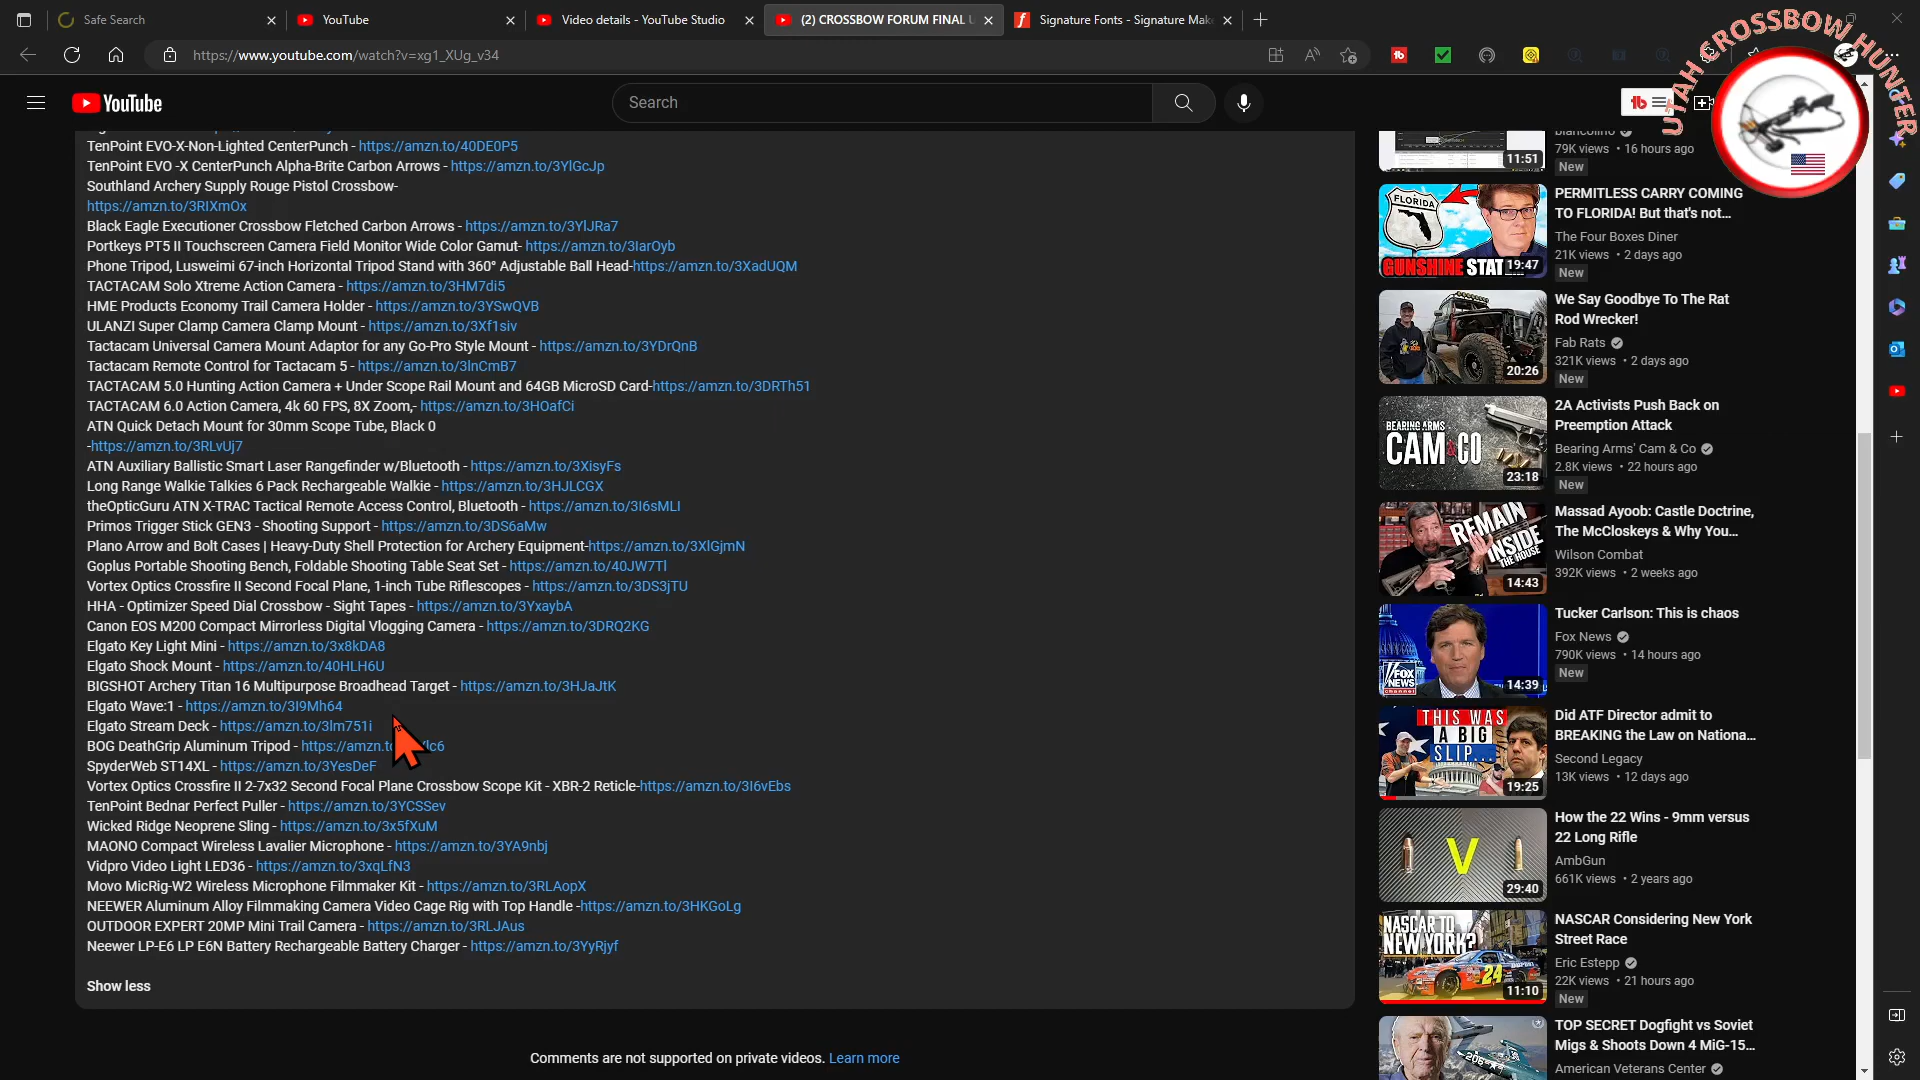 Safe Search
YouTube
Video details - YouTube Studio
(2) CROSSBOW FORUM FINAL U
Signature Fonts - Signature Mak
https://www.youtube.com/watch?v=xg1_XUg_v34
UTAH CROSSBOW HUNTER
YouTube
Search
TenPoint EVO-X-Non-Lighted CenterPunch - https://amzn.to/40DE0P5
TenPoint EVO -X CenterPunch Alpha-Brite Carbon Arrows - https://amzn.to/3YlGcJp
Southland Archery Supply Rouge Pistol Crossbow-
https://amzn.to/3RIXmOx
Black Eagle Executioner Crossbow Fletched Carbon Arrows - https://amzn.to/3YlJRa7
Portkeys PT5 II Touchscreen Camera Field Monitor Wide Color Gamut- https://amzn.to/3IarOyb
Phone Tripod, Lusweimi 67-inch Horizontal Tripod Stand with 360° Adjustable Ball Head-https://amzn.to/3XadUQM
TACTACAM Solo Xtreme Action Camera - https://amzn.to/3HM7di5
HME Products Economy Trail Camera Holder - https://amzn.to/3YSwQVB
ULANZI Super Clamp Camera Clamp Mount - https://amzn.to/3Xf1siv
Tactacam Universal Camera Mount Adaptor for any Go-Pro Style Mount - https://amzn.to/3YDrQnB
Tactacam Remote Control for Tactacam 5 - https://amzn.to/3lnCmB7
TACTACAM 5.0 Hunting Action Camera + Under Scope Rail Mount and 64GB MicroSD Card-https://amzn.to/3DRTh51
TACTACAM 6.0 Action Camera, 4k 60 FPS, 8X Zoom,- https://amzn.to/3HOafCi
ATN Quick Detach Mount for 30mm Scope Tube, Black 0
-https://amzn.to/3RLvUj7
ATN Auxiliary Ballistic Smart Laser Rangefinder w/Bluetooth - https://amzn.to/3XisyFs
Long Range Walkie Talkies 6 Pack Rechargeable Walkie - https://amzn.to/3HJLCGX
theOpticGuru ATN X-TRAC Tactical Remote Access Control, Bluetooth - https://amzn.to/3I6sMLI
Primos Trigger Stick GEN3 - Shooting Support - https://amzn.to/3DS6aMw
Plano Arrow and Bolt Cases | Heavy-Duty Shell Protection for Archery Equipment-https://amzn.to/3XlGjmN
Goplus Portable Shooting Bench, Foldable Shooting Table Seat Set - https://amzn.to/40JW7Tl
Vortex Optics Crossfire II Second Focal Plane, 1-inch Tube Riflescopes - https://amzn.to/3DS3jTU
HHA - Optimizer Speed Dial Crossbow - Sight Tapes - https://amzn.to/3YxaybA
Canon EOS M200 Compact Mirrorless Digital Vlogging Camera - https://amzn.to/3DRQ2KG
Elgato Key Light Mini - https://amzn.to/3x8kDA8
Elgato Shock Mount - https://amzn.to/40HLH6U
BIGSHOT Archery Titan 16 Multipurpose Broadhead Target - https://amzn.to/3HJaJtK
Elgato Wave:1 - https://amzn.to/3I9Mh64
Elgato Stream Deck - https://amzn.to/3lm751i
BOG DeathGrip Aluminum Tripod - https://amzn.t lc6
SpyderWeb ST14XL - https://amzn.to/3YesDeF
Vortex Optics Crossfire II 2-7x32 Second Focal Plane Crossbow Scope Kit - XBR-2 Reticle-https://amzn.to/3I6vEbs
TenPoint Bednar Perfect Puller - https://amzn.to/3YCSSev
Wicked Ridge Neoprene Sling - https://amzn.to/3x5fXuM
MAONO Compact Wireless Lavalier Microphone - https://amzn.to/3YA9nbj
Vidpro Video Light LED36 - https://amzn.to/3xqLfN3
Movo MicRig-W2 Wireless Microphone Filmmaker Kit - https://amzn.to/3RLAopX
NEEWER Aluminum Alloy Filmmaking Camera Video Cage Rig with Top Handle -https://amzn.to/3HKGoLg
OUTDOOR EXPERT 20MP Mini Trail Camera - https://amzn.to/3RLJAus
Neewer LP-E6 LP E6N Battery Rechargeable Battery Charger - https://amzn.to/3YyRjyf
Show less
Comments are not supported on private videos. Learn more
11:51
79K views • 16 hours ago
New
FLORIDA
GUNSHINE STAT
19:47
PERMITLESS CARRY COMING
TO FLORIDA! But that's not...
The Four Boxes Diner
21K views • 2 days ago
New
20:26
We Say Goodbye To The Rat
Rod Wrecker!
Fab Rats
321K views • 2 days ago
New
BEARING ARMS'
CAM & CO
23:18
2A Activists Push Back on
Preemption Attack
Bearing Arms' Cam & Co
2.8K views • 22 hours ago
New
REMAIN
INSIDE
THE HOUSE
14:43
Massad Ayoob: Castle Doctrine,
The McCloskeys & Why You...
Wilson Combat
392K views • 2 weeks ago
FOX
NEWS
channel
14:39
Tucker Carlson: This is chaos
Fox News
790K views • 14 hours ago
New
THIS WAS
A BIG
SLIP...
19:25
Did ATF Director admit to
BREAKING the Law on Nationa...
Second Legacy
13K views • 12 days ago
V
29:40
How the 22 Wins - 9mm versus
22 Long Rifle
AmbGun
661K views • 2 years ago
NASCAR TO
NEW YORK?
24
11:10
NASCAR Considering New York
Street Race
Eric Estepp
22K views • 21 hours ago
New
TOP SECRET Dogfight vs Soviet
Migs & Shoots Down 4 MiG-15...
American Veterans Center